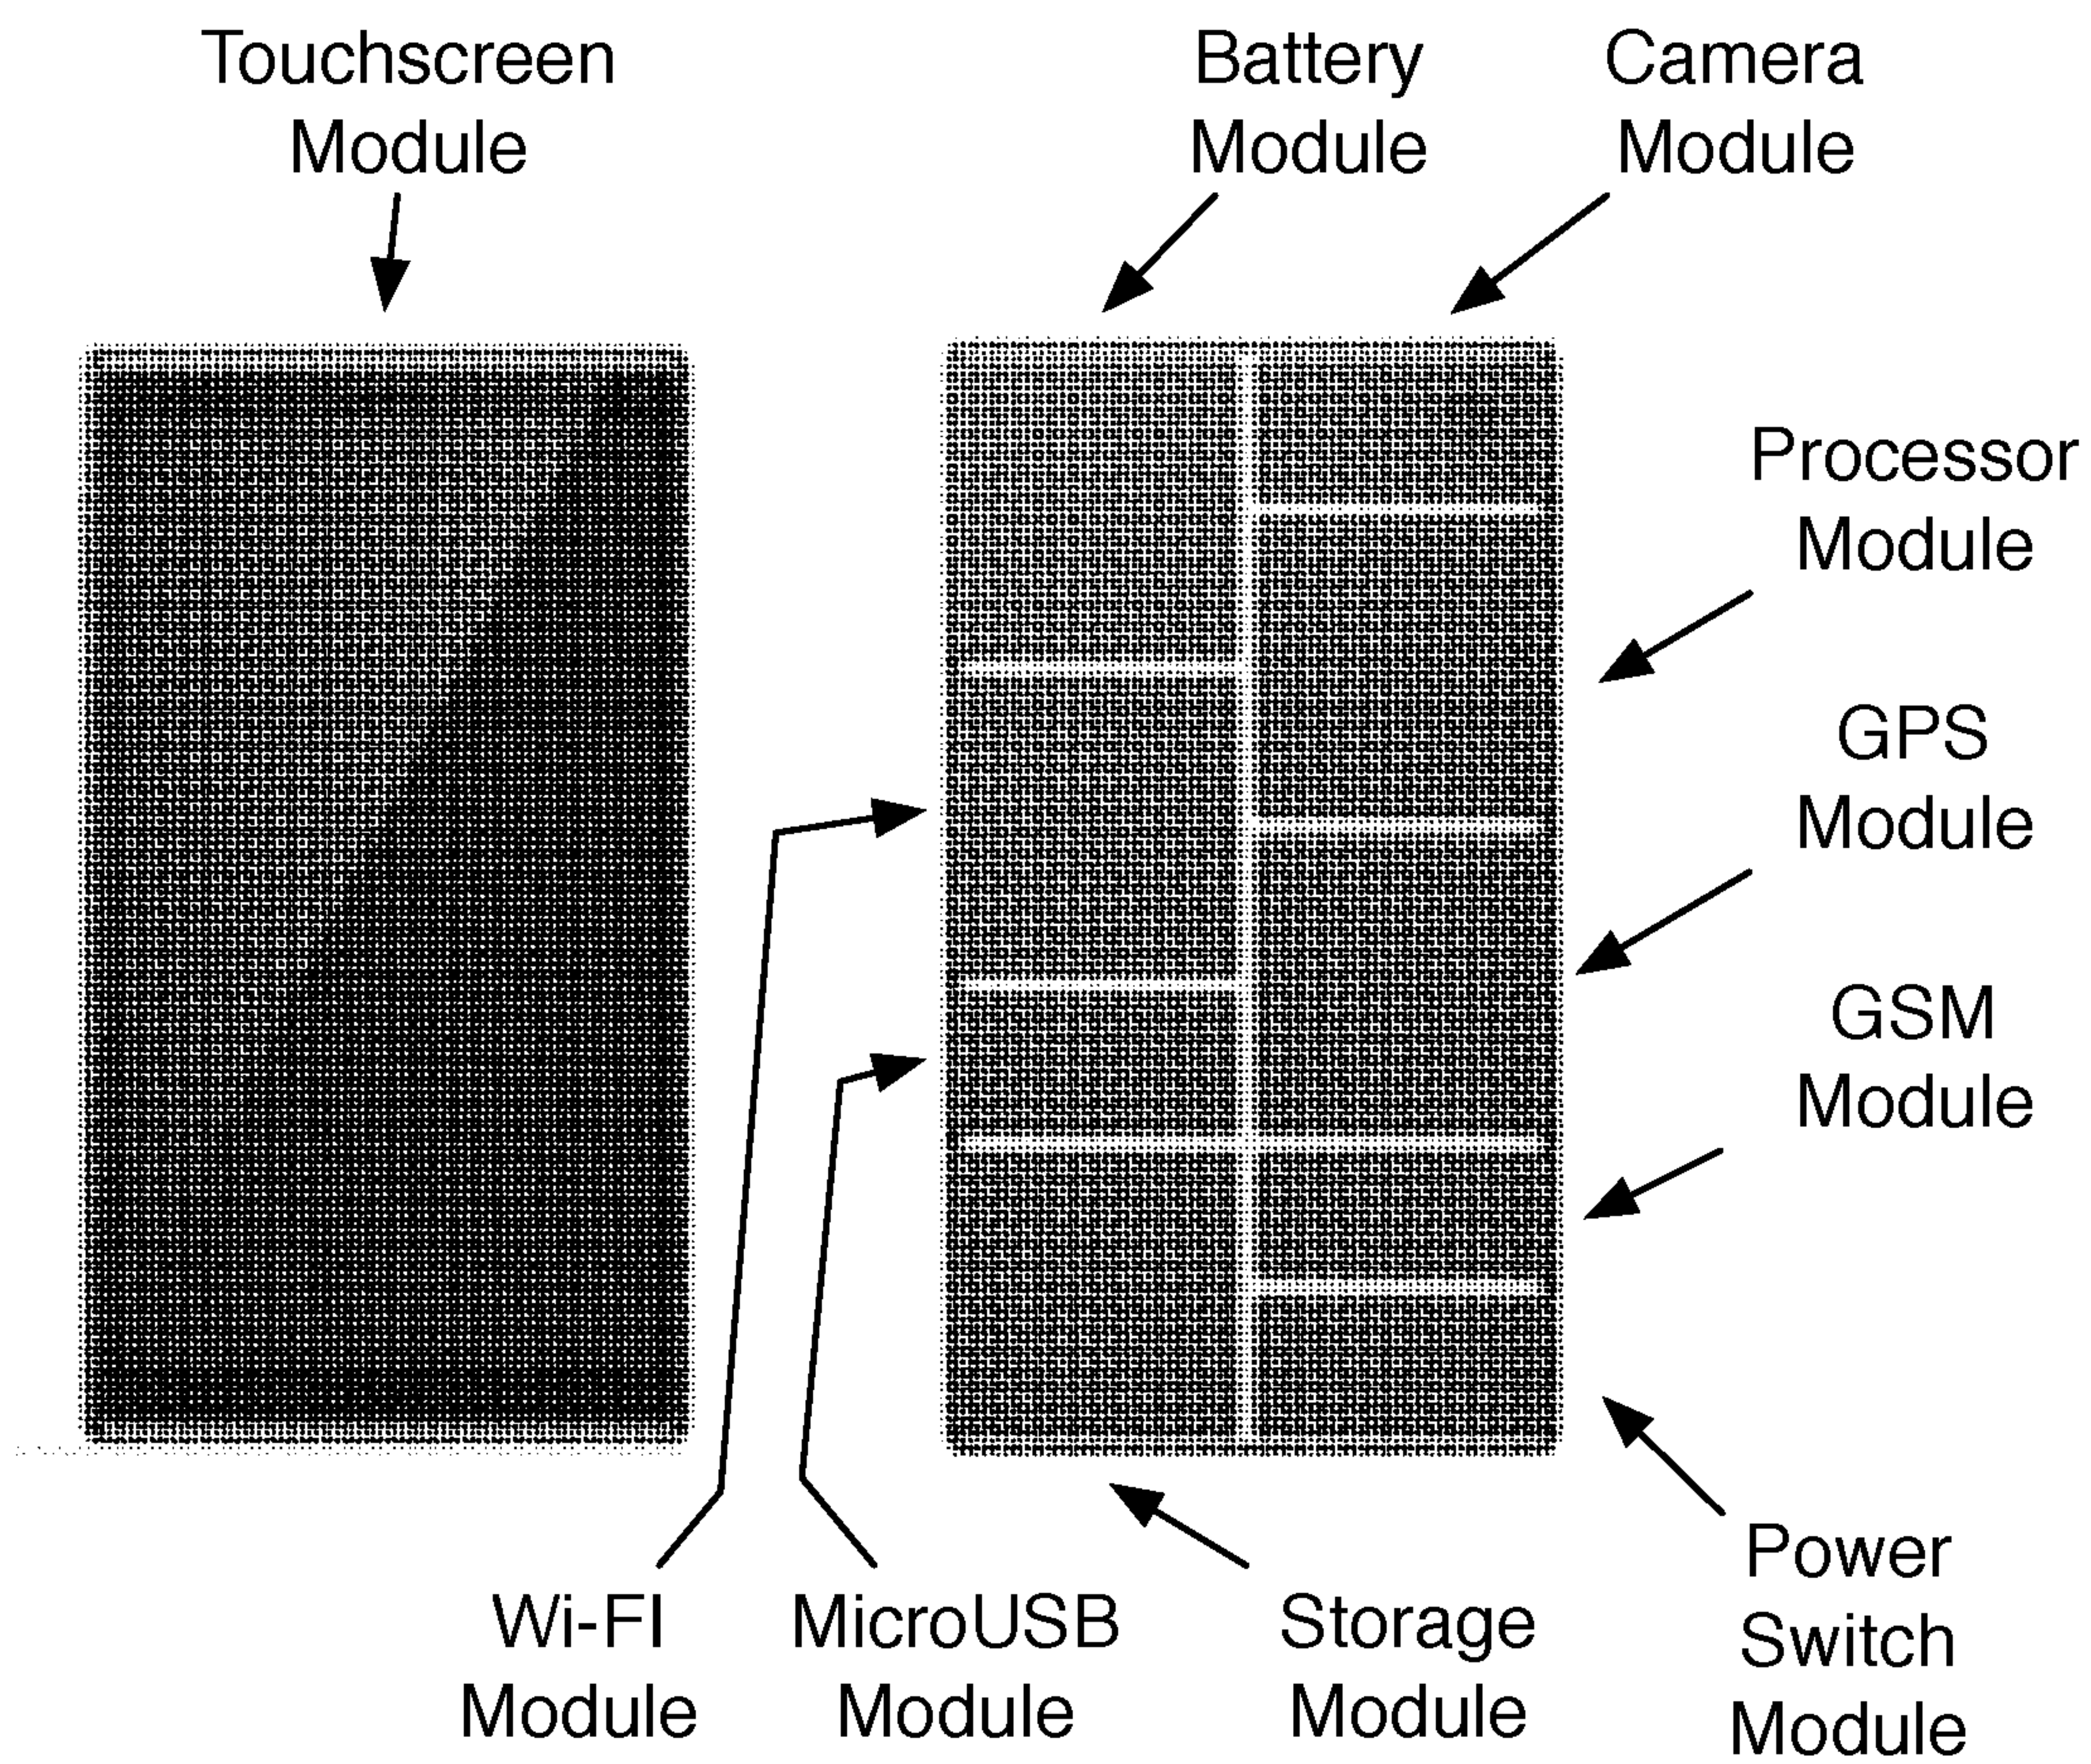 Touchscreen
Module
Battery
Module
Camera
Module
Processor
Module
GPS
Module
GSM
Module
Wi-FI
Module
MicroUSB
Module
Storage
Module
Power
Switch
Module